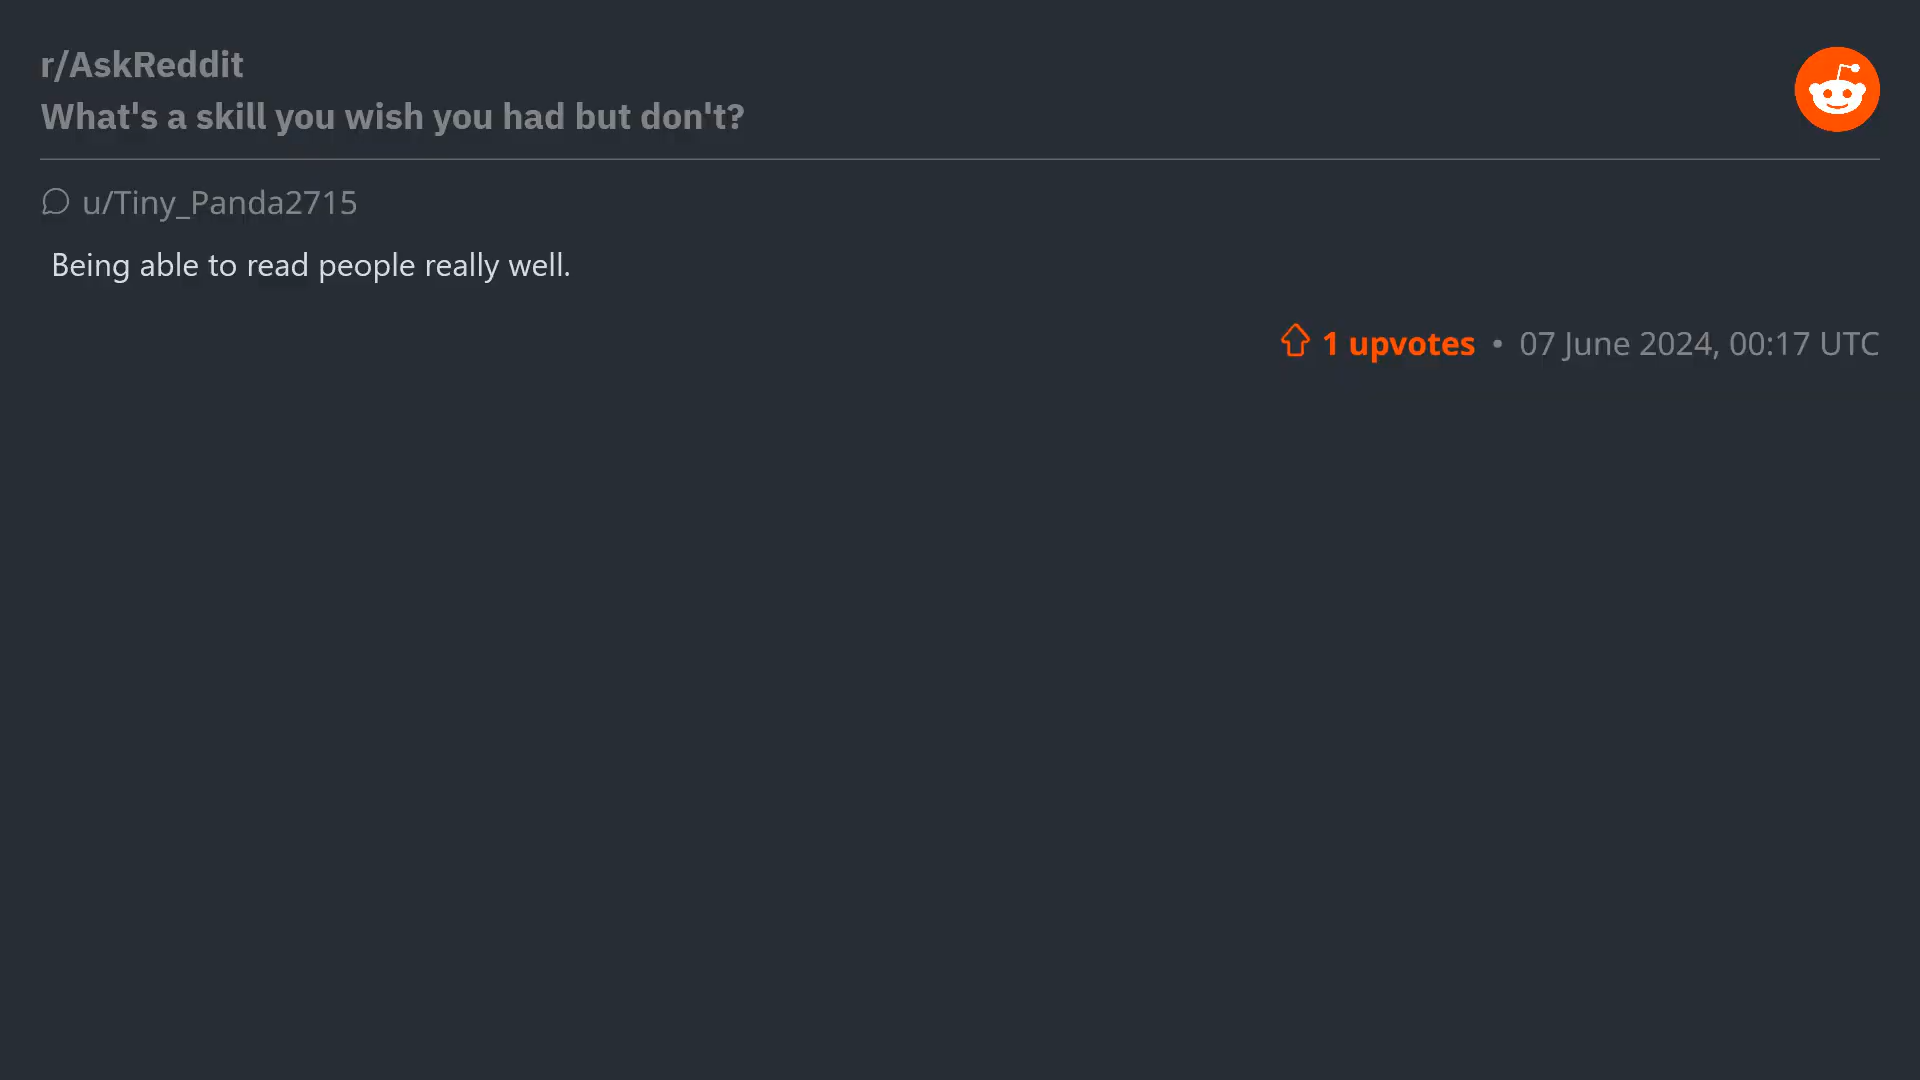 r/AskReddit
What's a skill you wish you had but don't?
u/Tiny_Panda2715
Being able to read people really well.
1 upvotes • 07 June 2024, 00:17 UTC